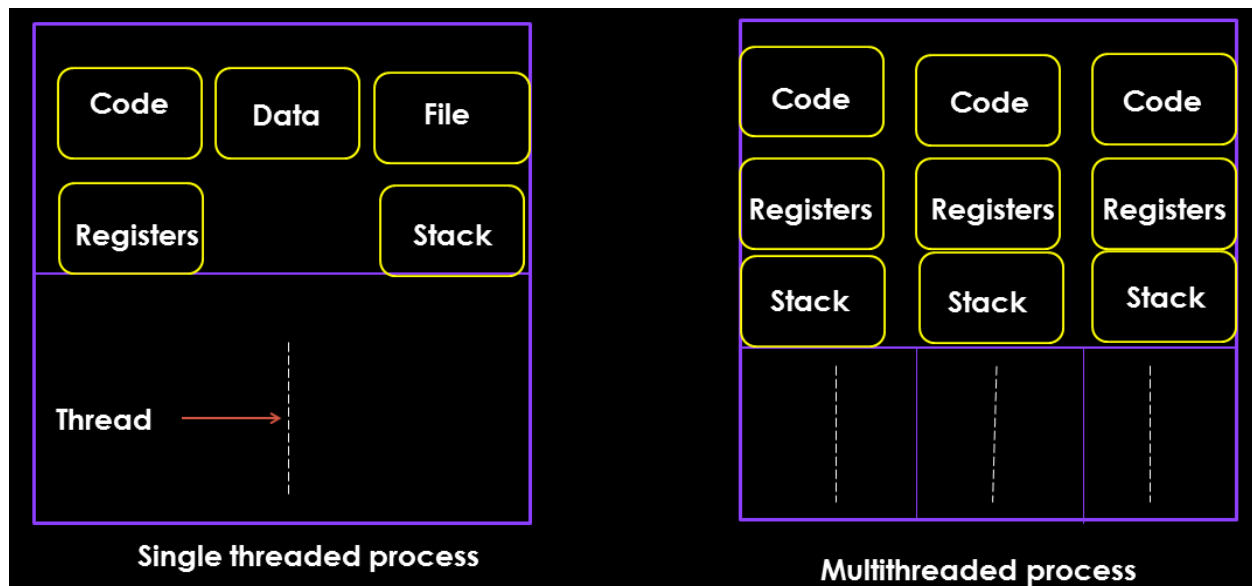 Code
Data
File
Registers
Stack
Thread
Single threaded process
Code
Code
Code
Registers
Registers
Registers
Stack
Stack
Stack
Multithreaded process